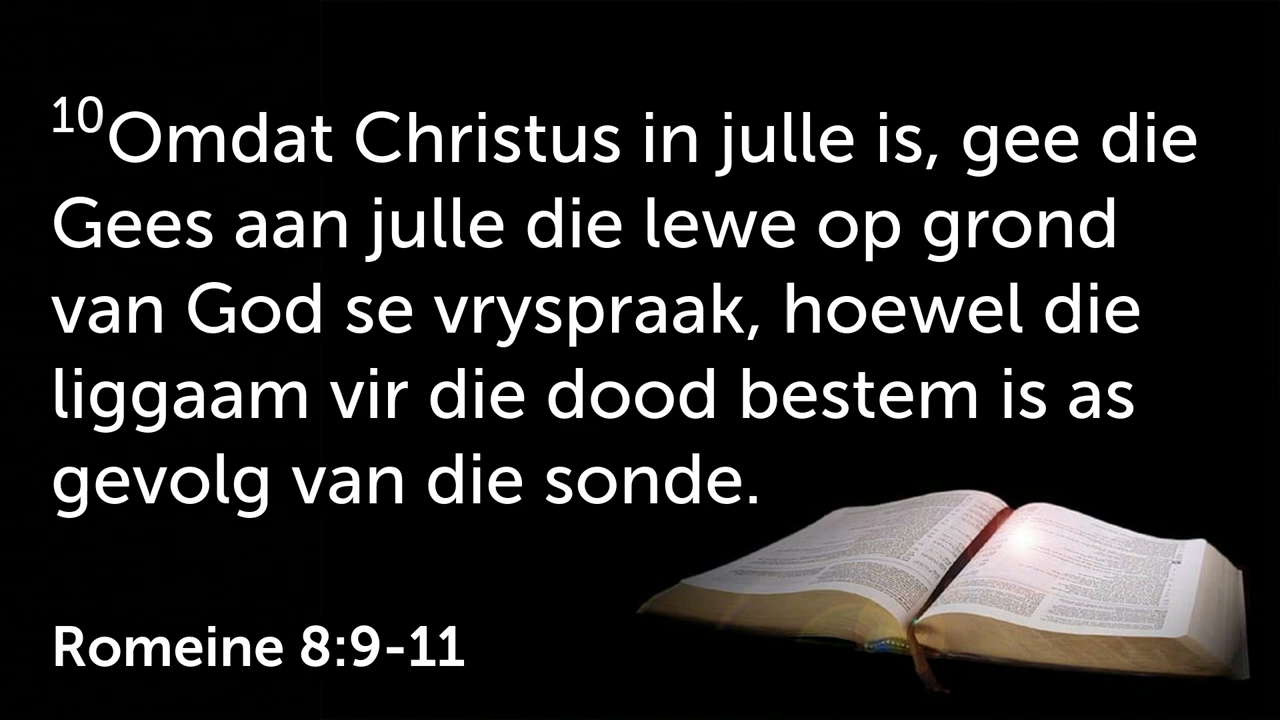 ¹⁰Omdat Christus in julle is, gee die
Gees aan julle die lewe op grond
van God se vryspraak, hoewel die
liggaam vir die dood bestem is as
gevolg van die sonde.
Romeine 8:9-11